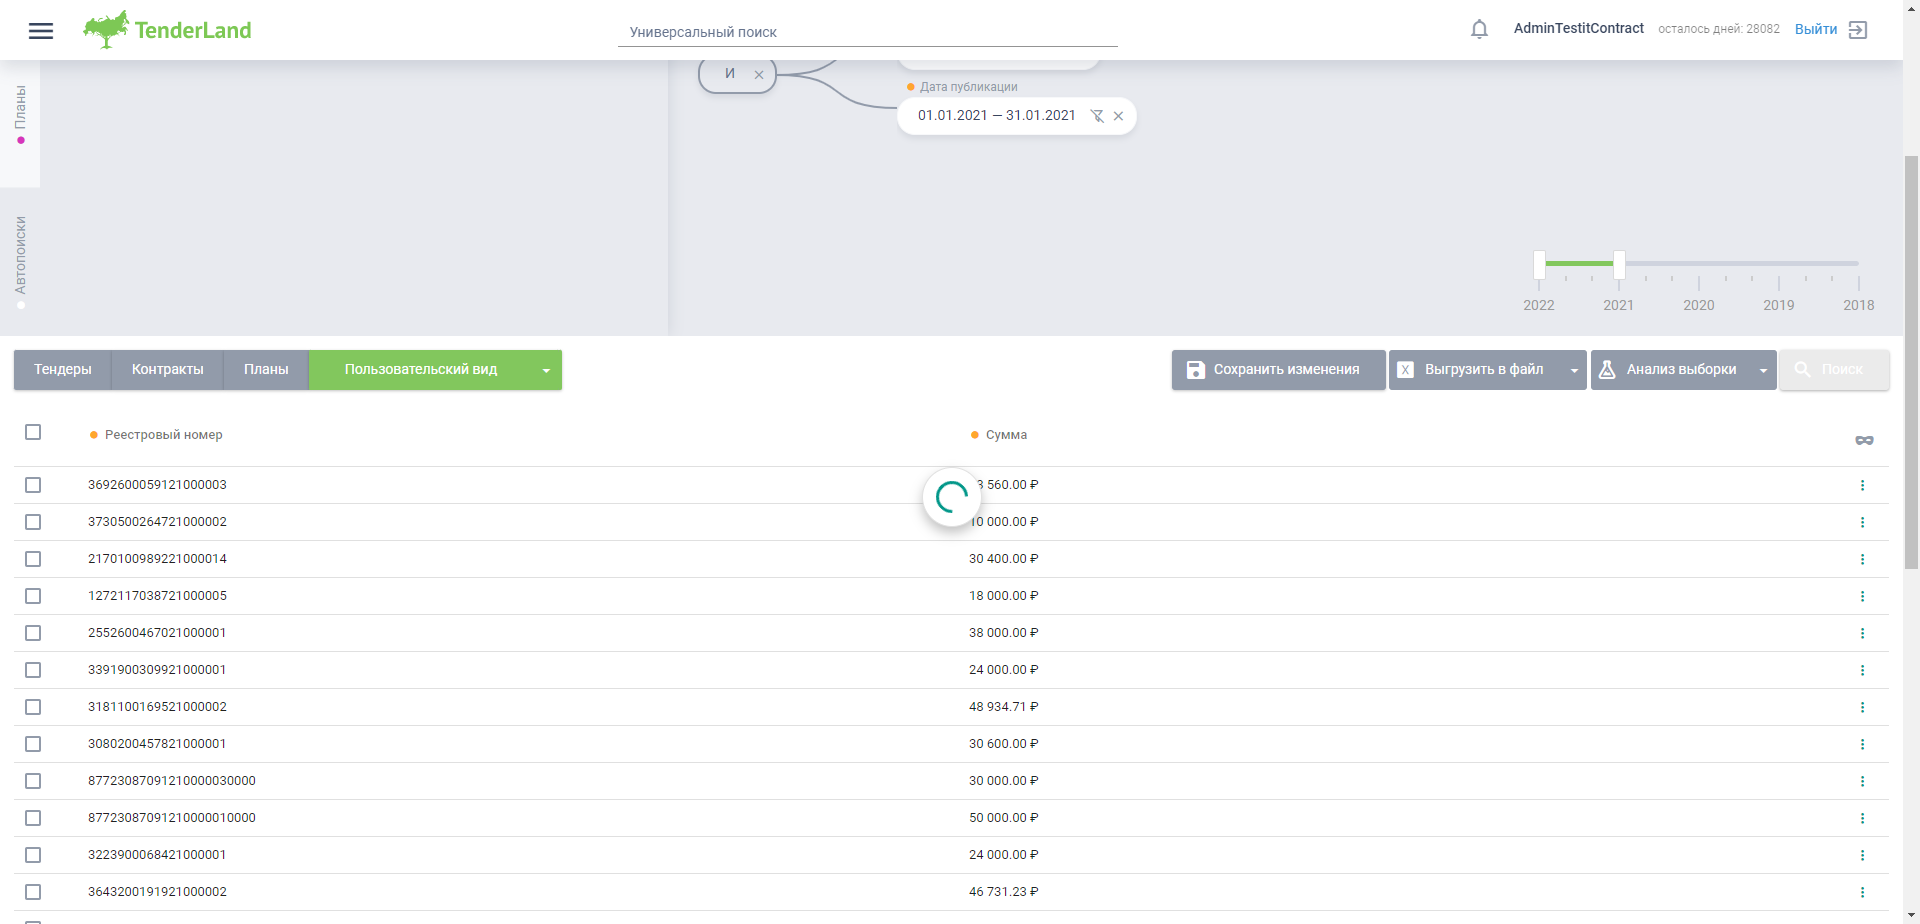 TenderLand
Универсальный поиск
AdminTestitContract
осталось дней: 28082
Выйти
Планы
Автопоиски
И
Дата публикации
01.01.2021 — 31.01.2021
2022 2021 2020 2019 2018
Тендеры
Контракты
Планы
Пользовательский вид
Сохранить изменения
X Выгрузить в файл
Анализ выборки
Поиск
Реестровый номер Сумма
3692600059121000003 560.00 ₽
3730500264721000002 10 000.00 ₽
2170100989221000014 30 400.00 ₽
1272117038721000005 18 000.00 ₽
2552600467021000001 38 000.00 ₽
3391900309921000001 24 000.00 ₽
3181100169521000002 48 934.71 ₽
3080200457821000001 30 600.00 ₽
87723087091210000030000 30 000.00 ₽
87723087091210000010000 50 000.00 ₽
3223900068421000001 24 000.00 ₽
3643200191921000002 46 731.23 ₽